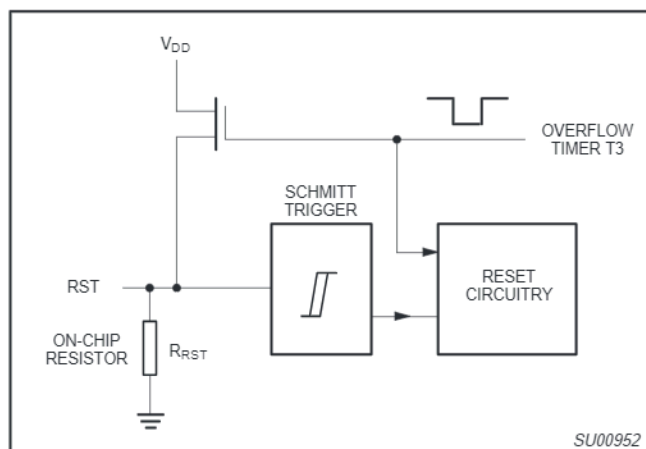 VDD
OVERFLOW
TIMER T3
SCHMITT
TRIGGER
RESET
CIRCUITRY
RST
ON-CHIP
RESISTOR
RRST
SU00952